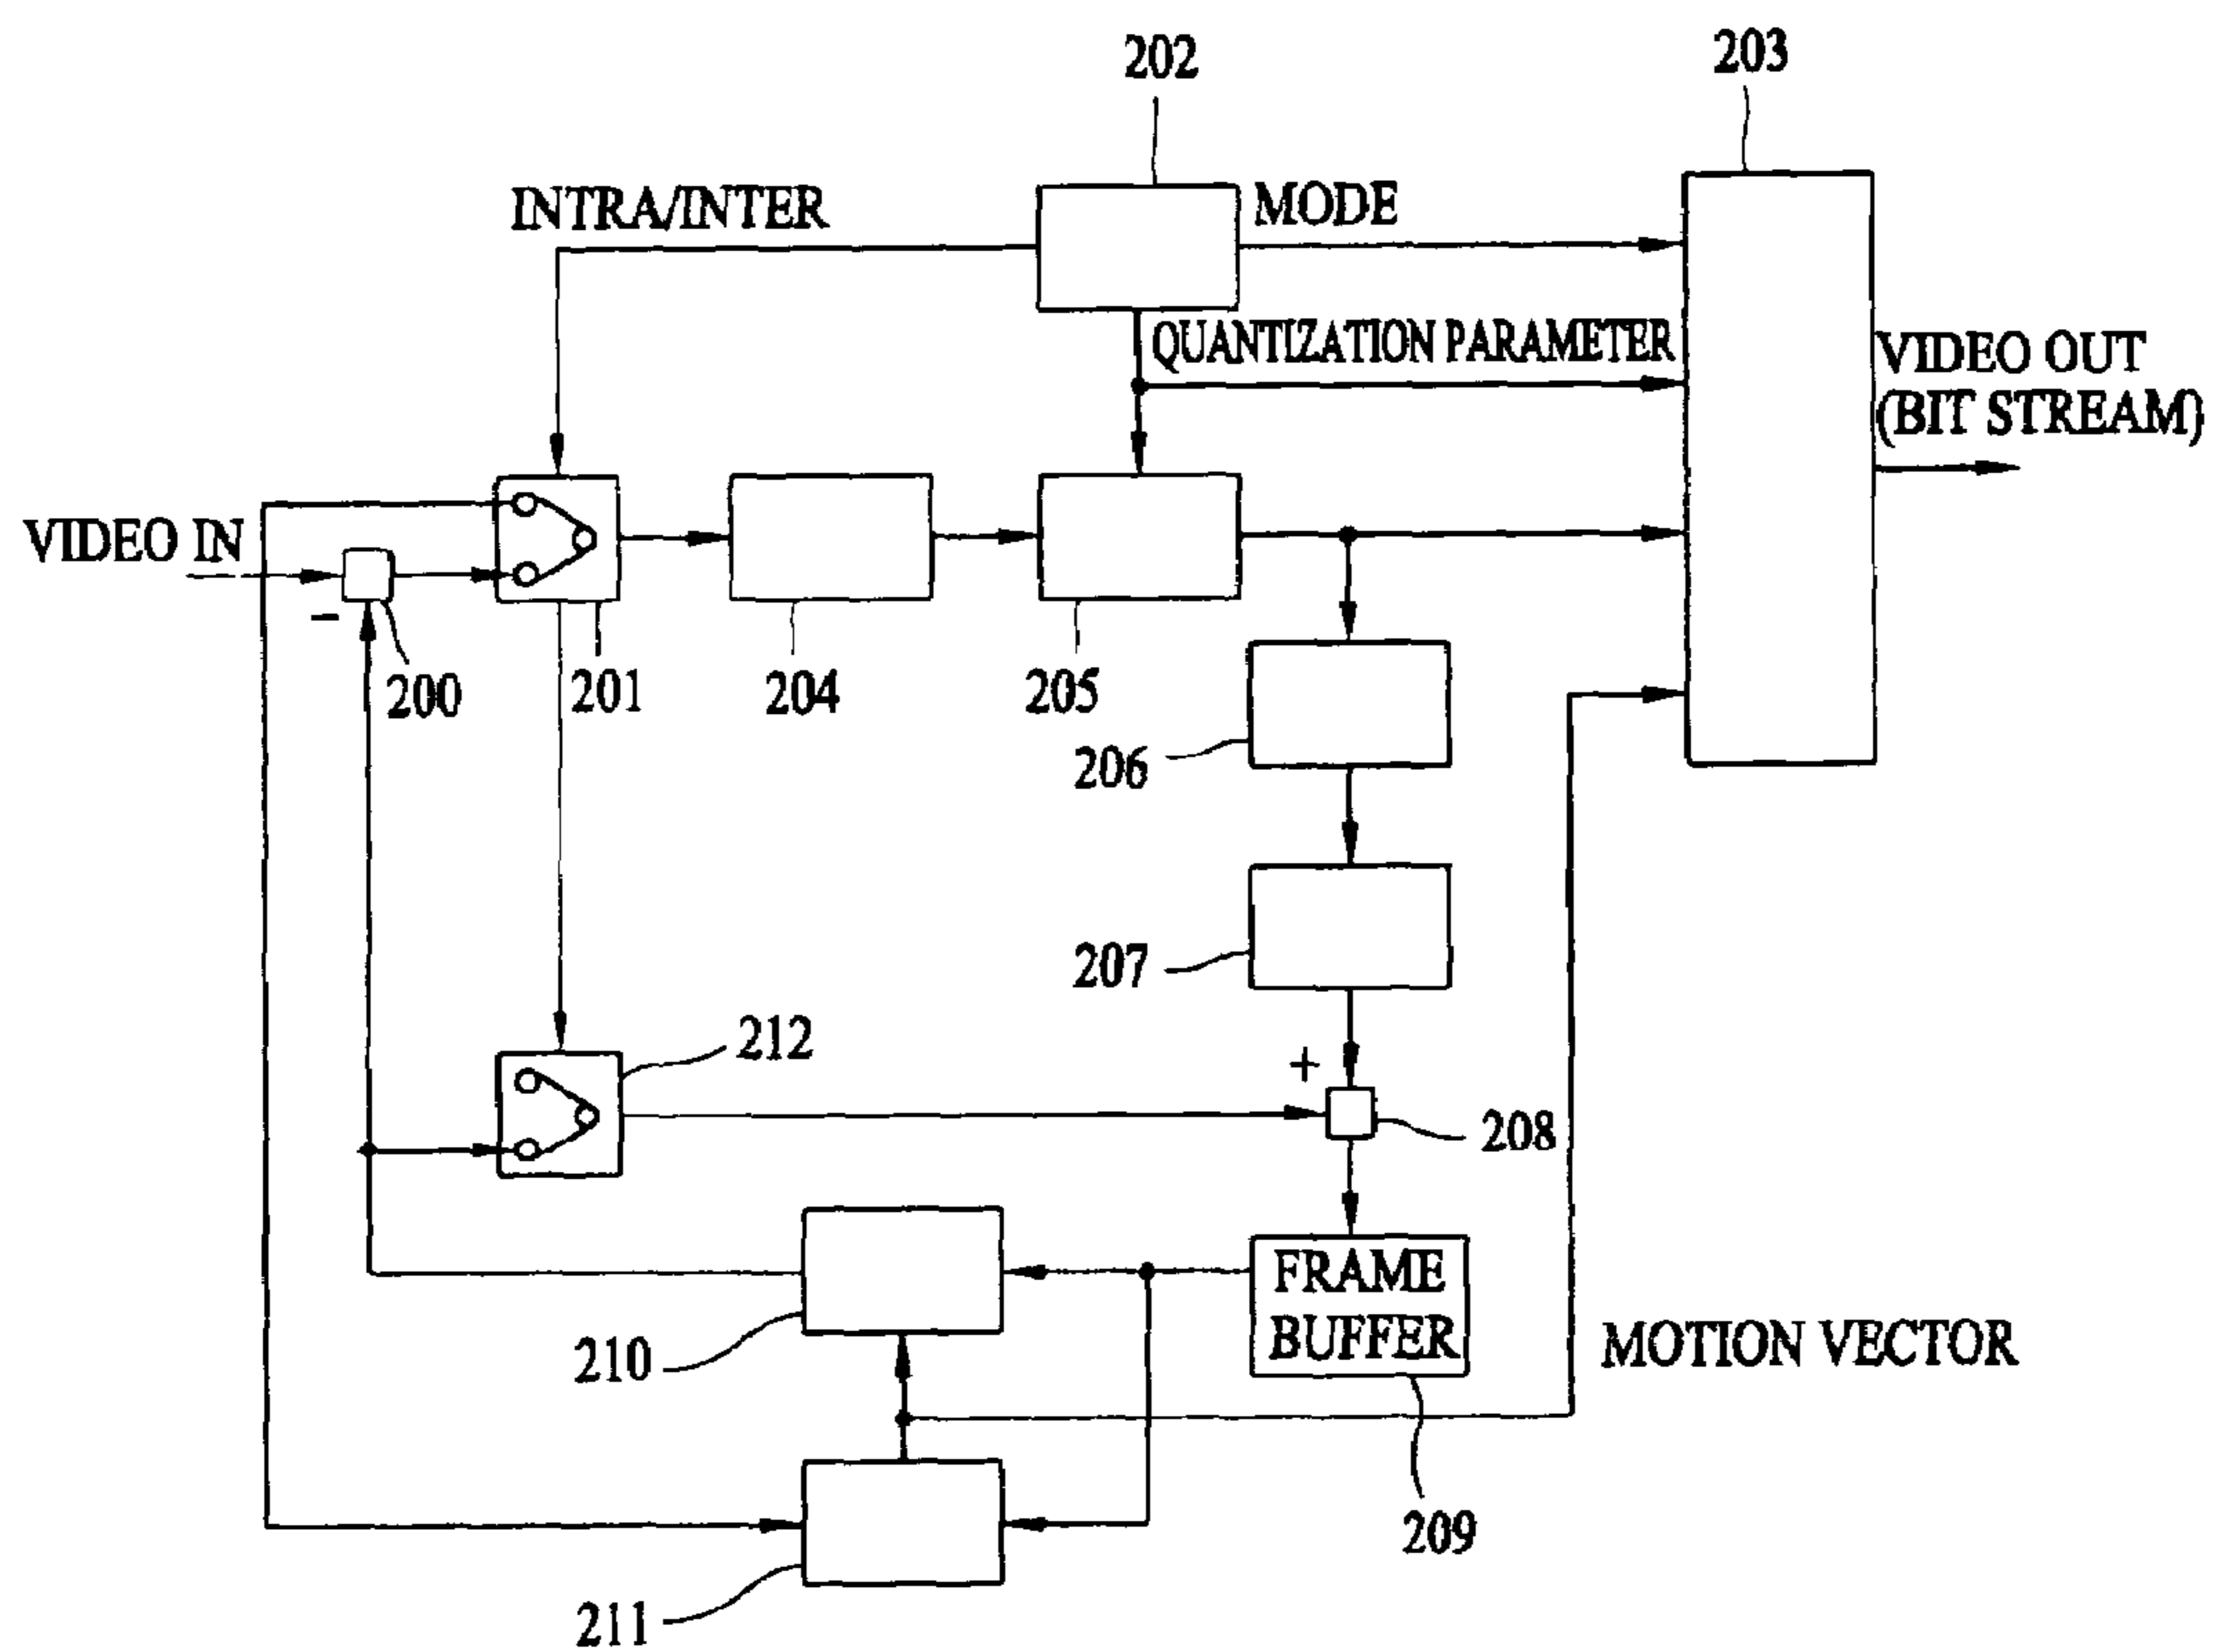 202
203
INTRA/INTER
MODE
QUANTIZATION PARAMETER
VIDEO OUT
(BIT STREAM)
VIDEO IN
-
200
201
204
205
206
207
212
+
208
FRAME
BUFFER
210
MOTION VECTOR
209
211